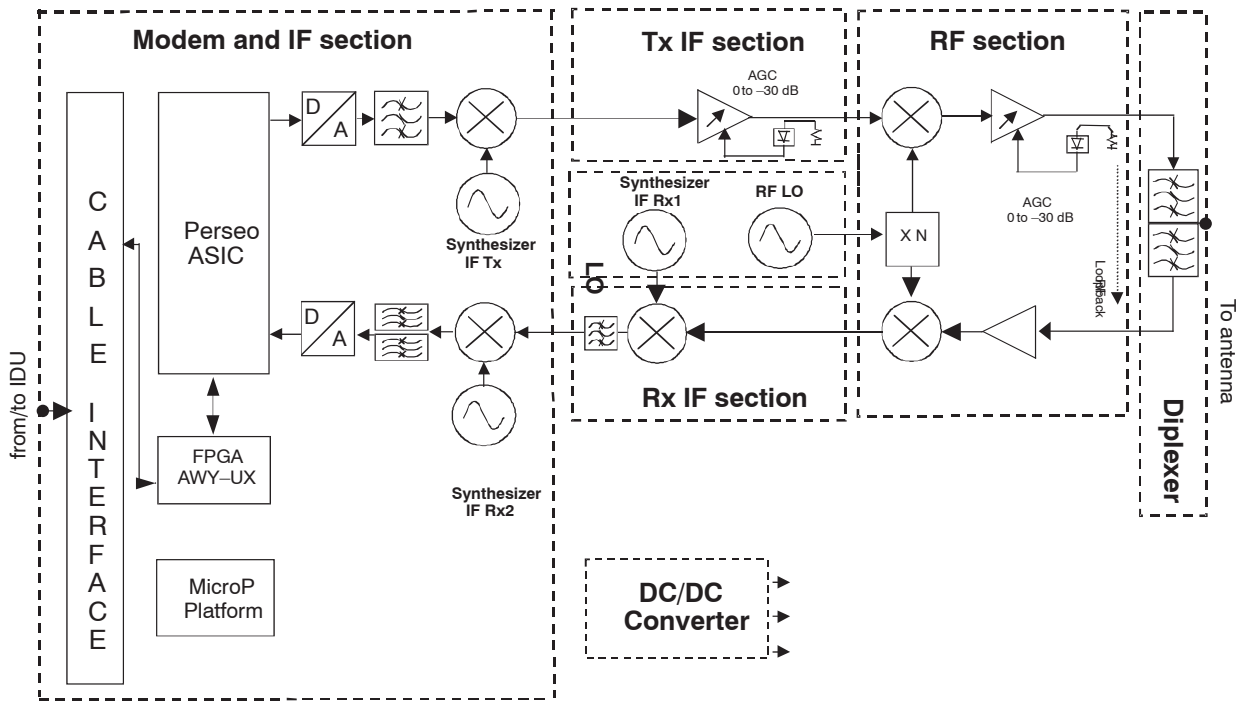 Modem and IF section
Tx IF section
RF section
AGC
0 to –30 dB
D
A
C
A
B
L
E
I
N
T
E
R
F
A
C
E
Perseo
ASIC
Synthesizer
IF Tx
Synthesizer
IF Rx1
RF LO
X N
AGC
0 to –30 dB
LO
D
A
Rx IF section
from/to IDU
FPGA
AWY–UX
Synthesizer
IF Rx2
MicroP
Platform
DC/DC
Converter
Diplexer
To antenna